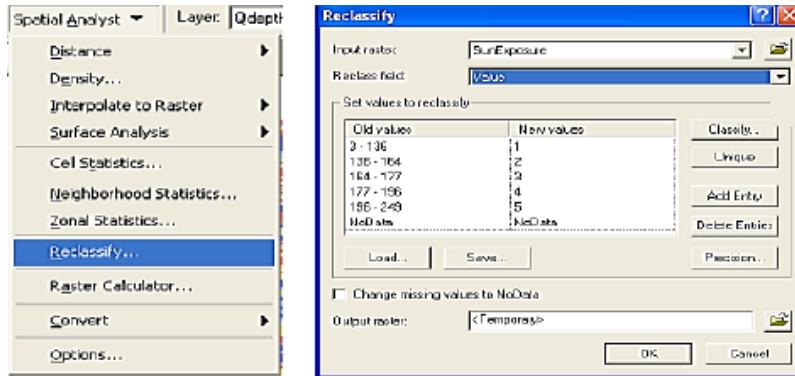 Spatial Analyst Layer: Qdept
Distance
Density...
Interpolate to Raster
Surface Analysis
Cell Statistics...
Neighborhood Statistics...
Zonal Statistics...
Reclassify...
Raster Calculator...
Convert
Options...
Reclassify
Input raster: SunExposure
Reclass field: Value
Set values to reclassify
Old values New values
3 - 136 1
136 - 164 2
164 - 177 3
177 - 196 4
196 - 249 5
NoData NoData
Classify...
Unique
Add Entry
Delete Entries
Load... Save... Precision...
Change missing values to NoData
Output raster: <Temporary>
OK Cancel